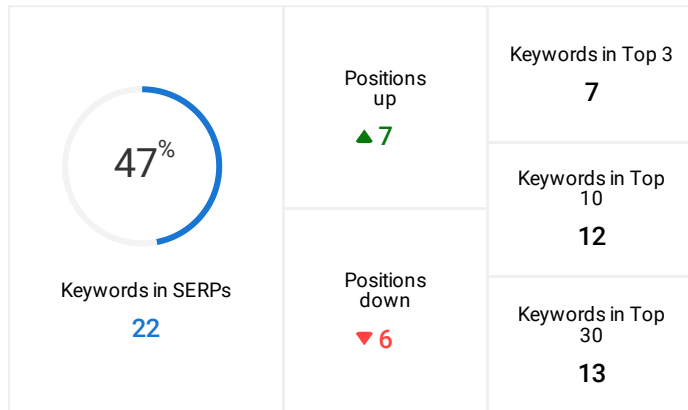 47%
Keywords in SERPs
22
Positions
up
7
Positions
down
6
Keywords in Top 3
7
Keywords in Top
10
12
Keywords in Top
30
13